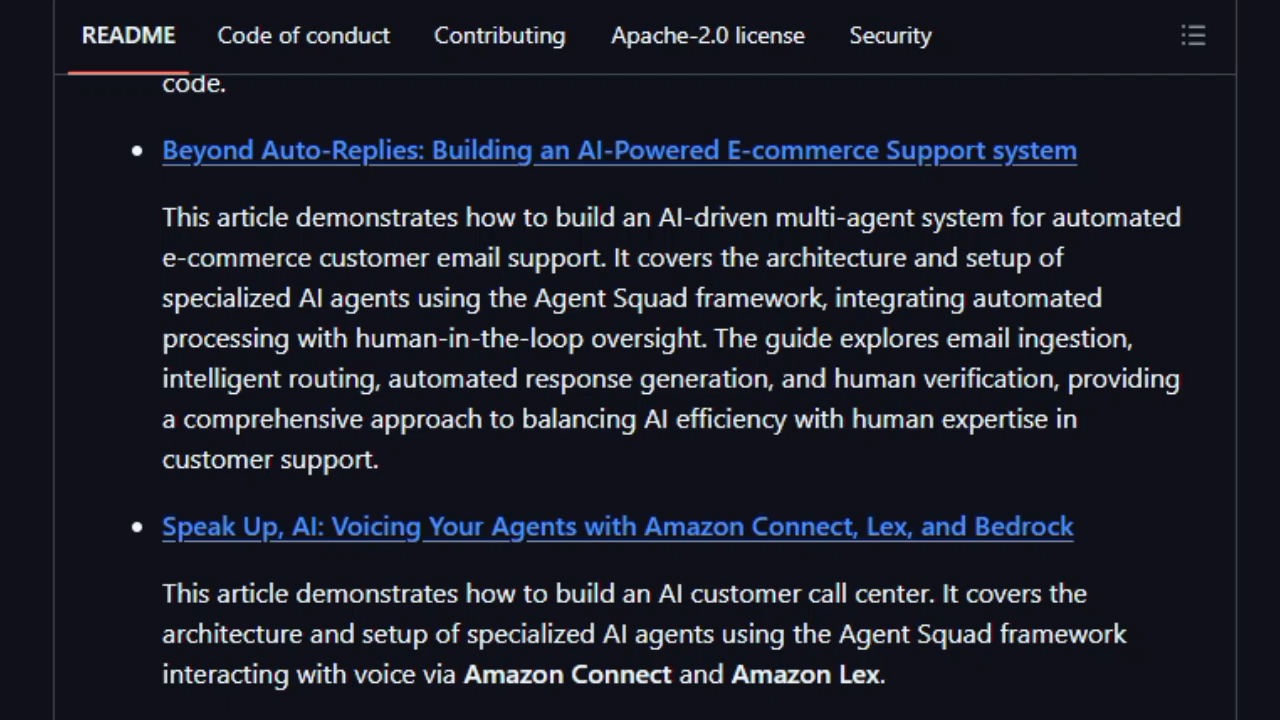 README Code of conduct Contributing Apache-2.0 license Security
code.
Beyond Auto-Replies: Building an AI-Powered E-commerce Support system
This article demonstrates how to build an AI-driven multi-agent system for automated
e-commerce customer email support. It covers the architecture and setup of
specialized AI agents using the Agent Squad framework, integrating automated
processing with human-in-the-loop oversight. The guide explores email ingestion,
intelligent routing, automated response generation, and human verification, providing
a comprehensive approach to balancing AI efficiency with human expertise in
customer support.
Speak Up, AI: Voicing Your Agents with Amazon Connect, Lex, and Bedrock
This article demonstrates how to build an AI customer call center. It covers the
architecture and setup of specialized AI agents using the Agent Squad framework
interacting with voice via Amazon Connect and Amazon Lex.